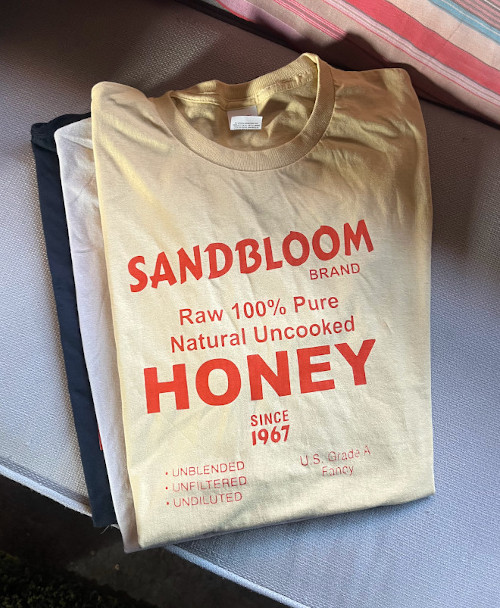 SANDBLOOM
BRAND
Raw 100% Pure
Natural Uncooked
HONEY
SINCE
1967
• UNBLENDED
• UNFILTERED
• UNDILUTED
U.S. Grade A
Fancy